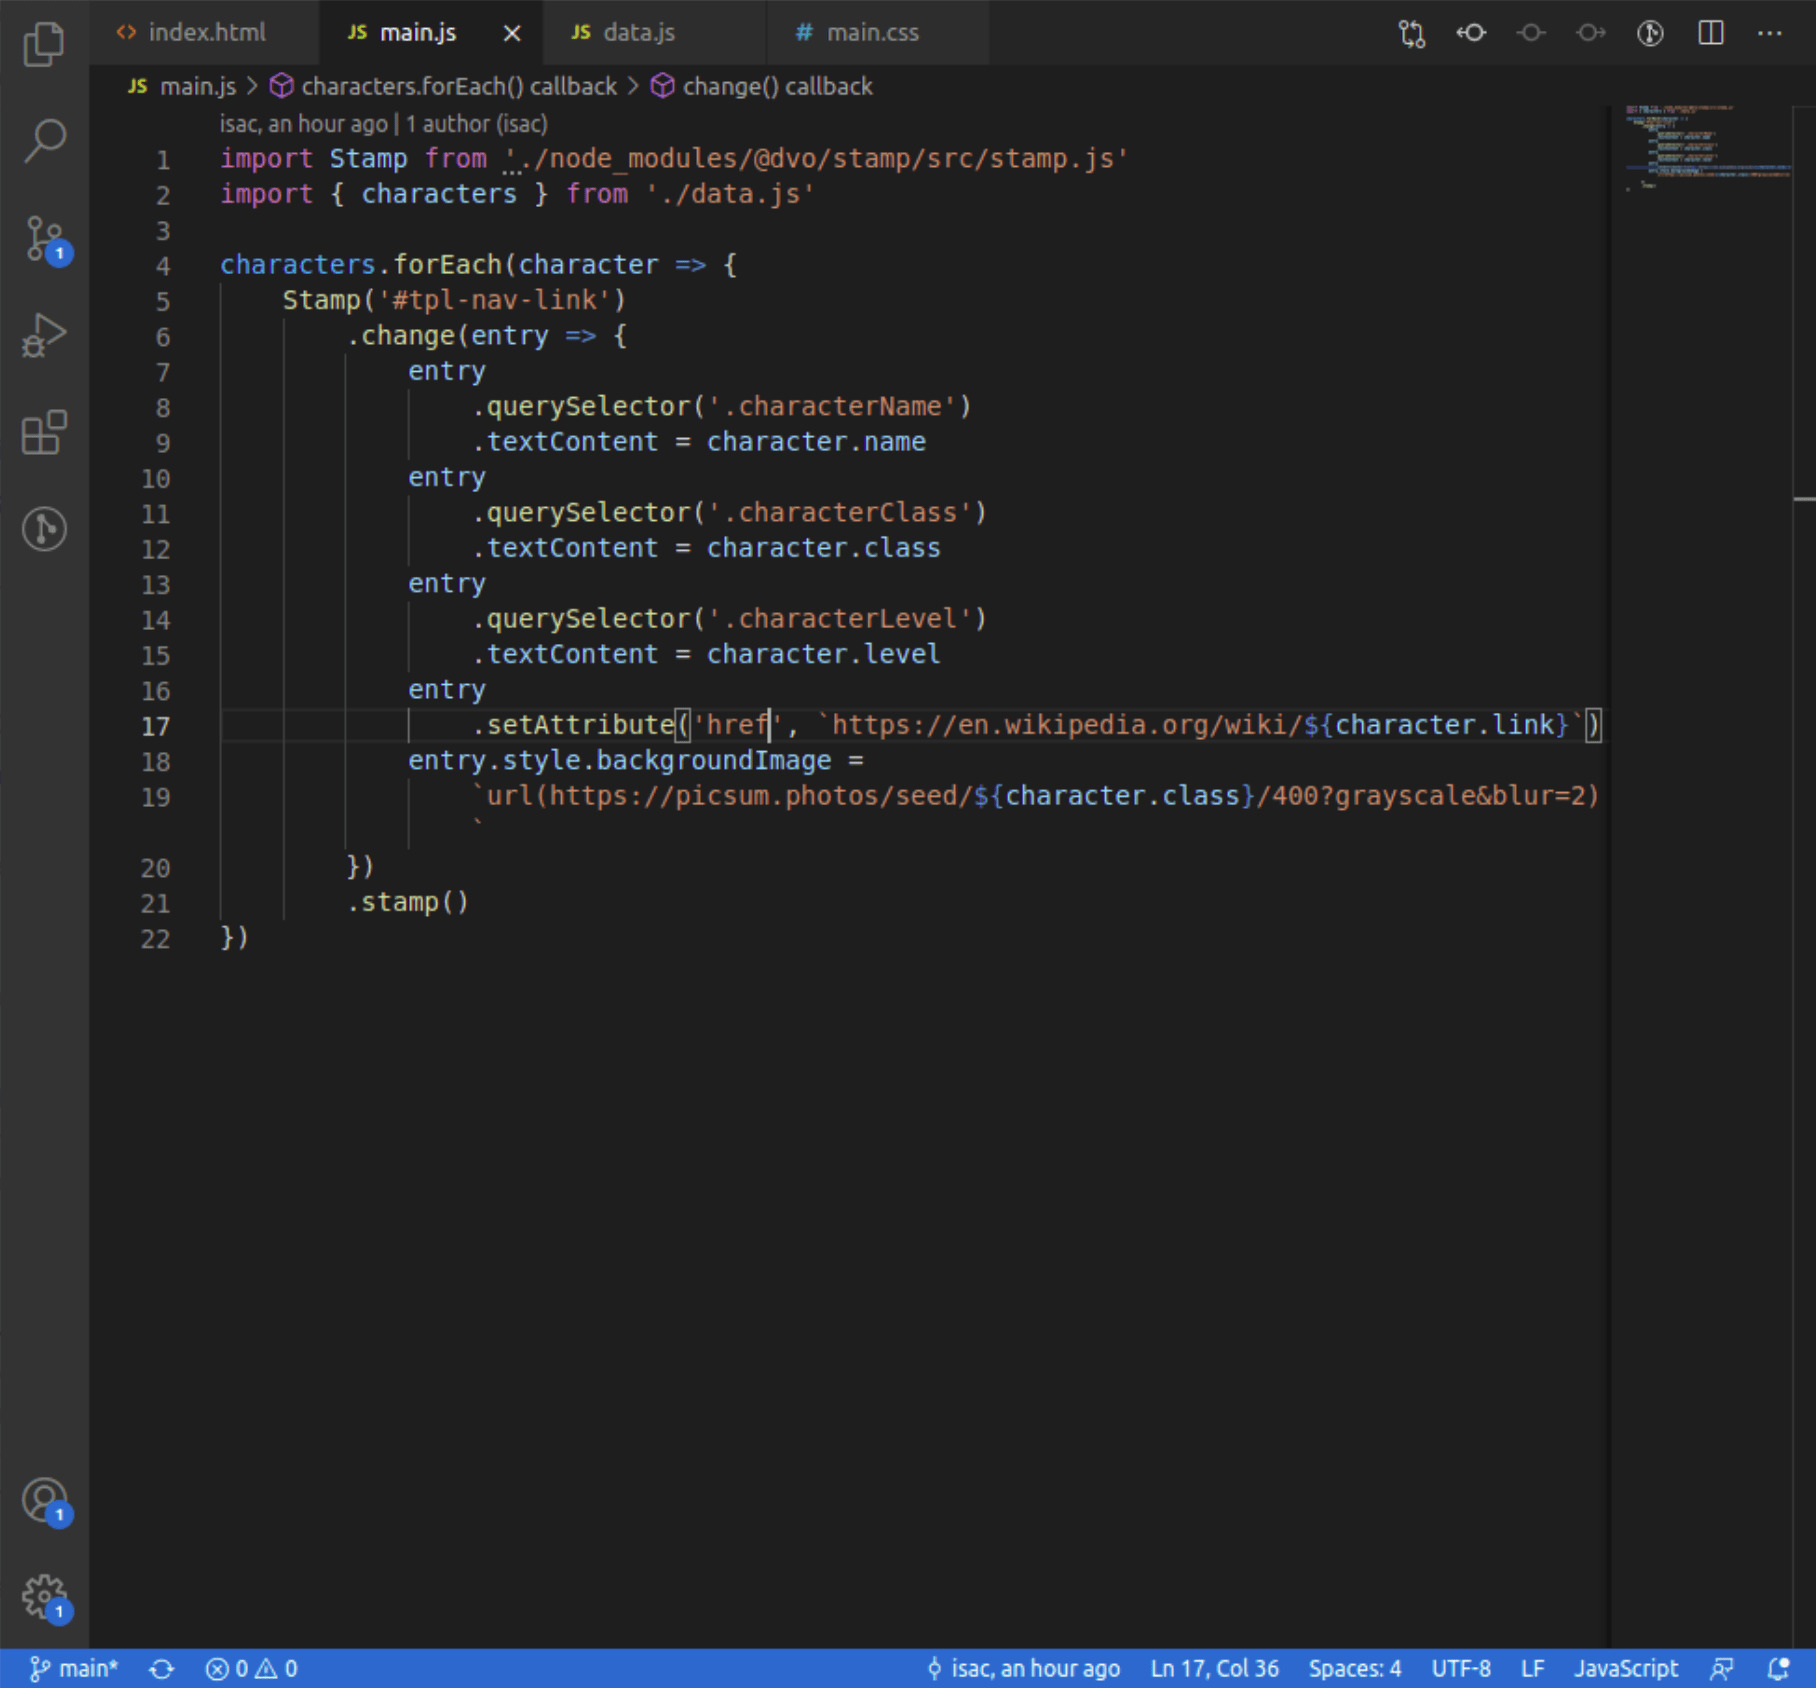 index.html main.js data.js # main.css
JS main.js > characters.forEach() callback > change() callback
isac, an hour ago | 1 author (isac)
1 import Stamp from './node_modules/@dvo/stamp/src/stamp.js'
2 import { characters } from './data.js'
3
4 characters.forEach(character => {
5 Stamp('#tpl-nav-link')
6 .change(entry => {
7 entry
8 .querySelector('.characterName')
9 .textContent = character.name
10 entry
11 .querySelector('.characterClass')
12 .textContent = character.class
13 entry
14 .querySelector('.characterLevel')
15 .textContent = character.level
16 entry
17 .setAttribute('href', `https://en.wikipedia.org/wiki/${character.link}`)
18 entry.style.backgroundImage =
19 `url(https://picsum.photos/seed/${character.class}/400?grayscale&blur=2)
`
20 })
21 .stamp()
22 })
1
1
1
main* 0 0 isac, an hour ago Ln 17, Col 36 Spaces: 4 UTF-8 LF JavaScript